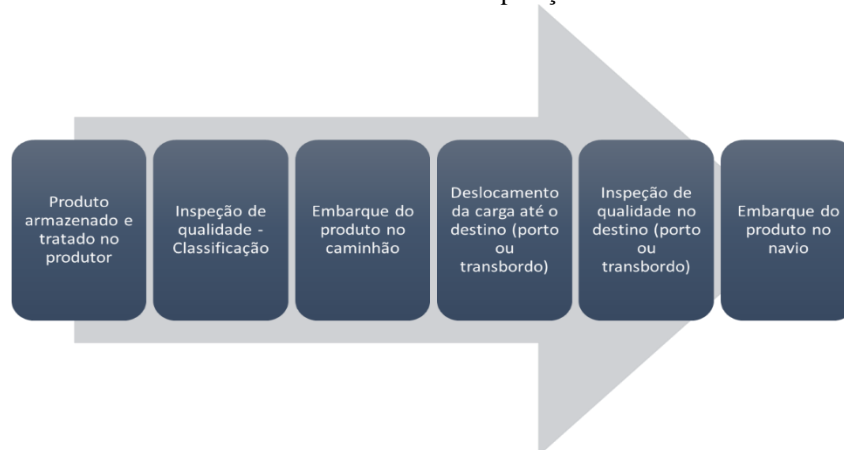 Produto
armazenado e
tratado no
produtor
Inspeção de
qualidade -
Classificação
Embarque do
produto no
caminhão
Deslocamento
da carga até o
destino (porto
ou
transbordo)
Inspeção de
qualidade no
destino (porto
ou
transbordo)
Embarque do
produto no
navio